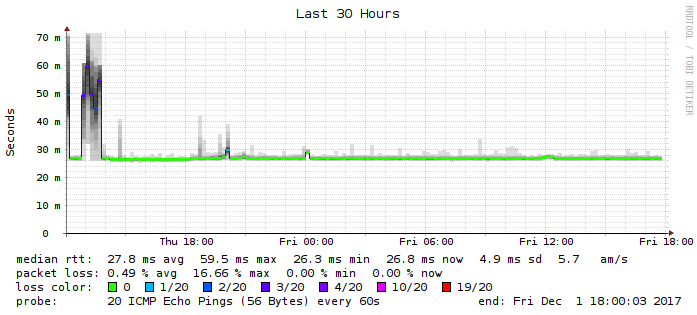 Last 30 Hours
RRDTOOL / TOBI OETIKER
Seconds
70 m
60 m
50 m
40 m
30 m
20 m
10 m
0
Thu 18:00 Fri 00:00 Fri 06:00 Fri 12:00 Fri 18:00
median rtt: 27.8 ms avg 59.5 ms max 26.3 ms min 26.8 ms now 4.9 ms sd 5.7 am/s
packet loss: 0.49 % avg 16.66 % max 0.00 % min 0.00 % now
loss color: 0 1/20 2/20 3/20 4/20 10/20 19/20
probe: 20 ICMP Echo Pings (56 Bytes) every 60s end: Fri Dec 1 18:00:03 2017